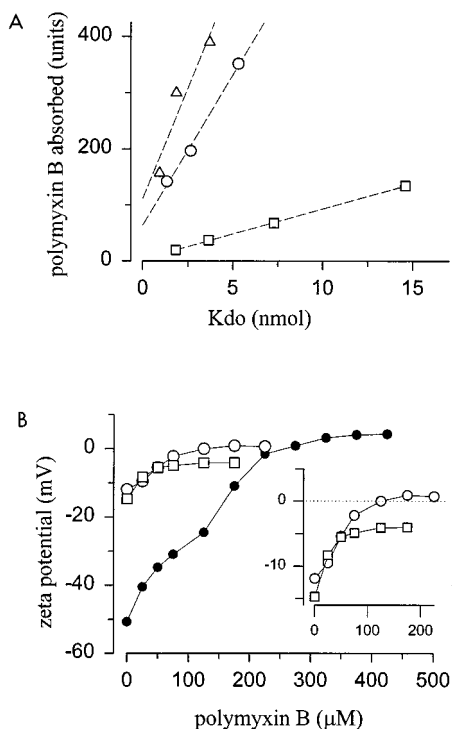 A
polymyxin B absorbed (units)
400
200
0
0 5 10 15
Kdo (nmol)
B
zeta potential (mV)
0
-20
-40
-60
0
-5
-10
0 100 200
0 100 200 300 400 500
polymyxin B (μM)